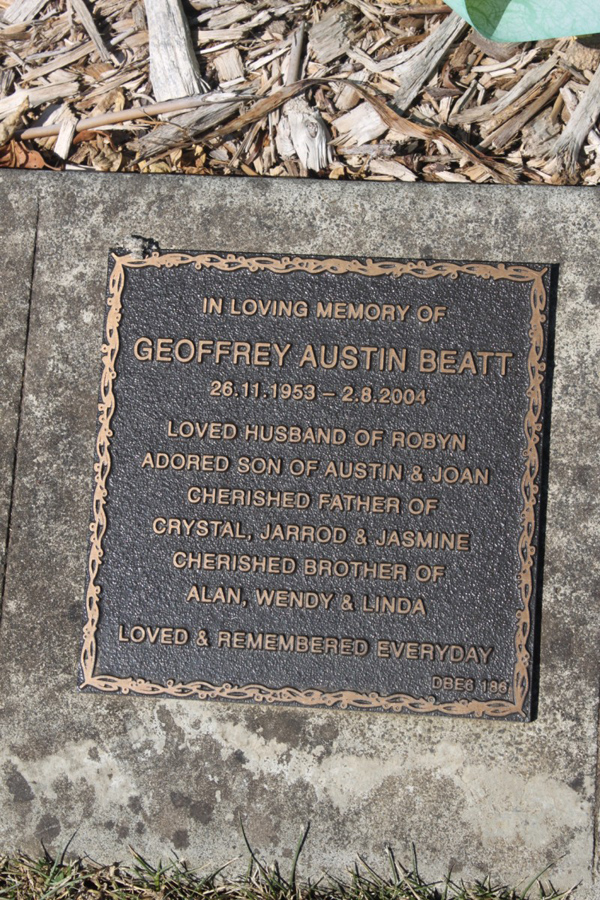 IN LOVING MEMORY OF
GEOFFREY AUSTIN BEATT
26.11.1953 – 2.8.2004
LOVED HUSBAND OF ROBYN
ADORED SON OF AUSTIN & JOAN
CHERISHED FATHER OF
CRYSTAL, JARROD & JASMINE
CHERISHED BROTHER OF
ALAN, WENDY & LINDA
LOVED & REMEMBERED EVERYDAY
DBE3 186